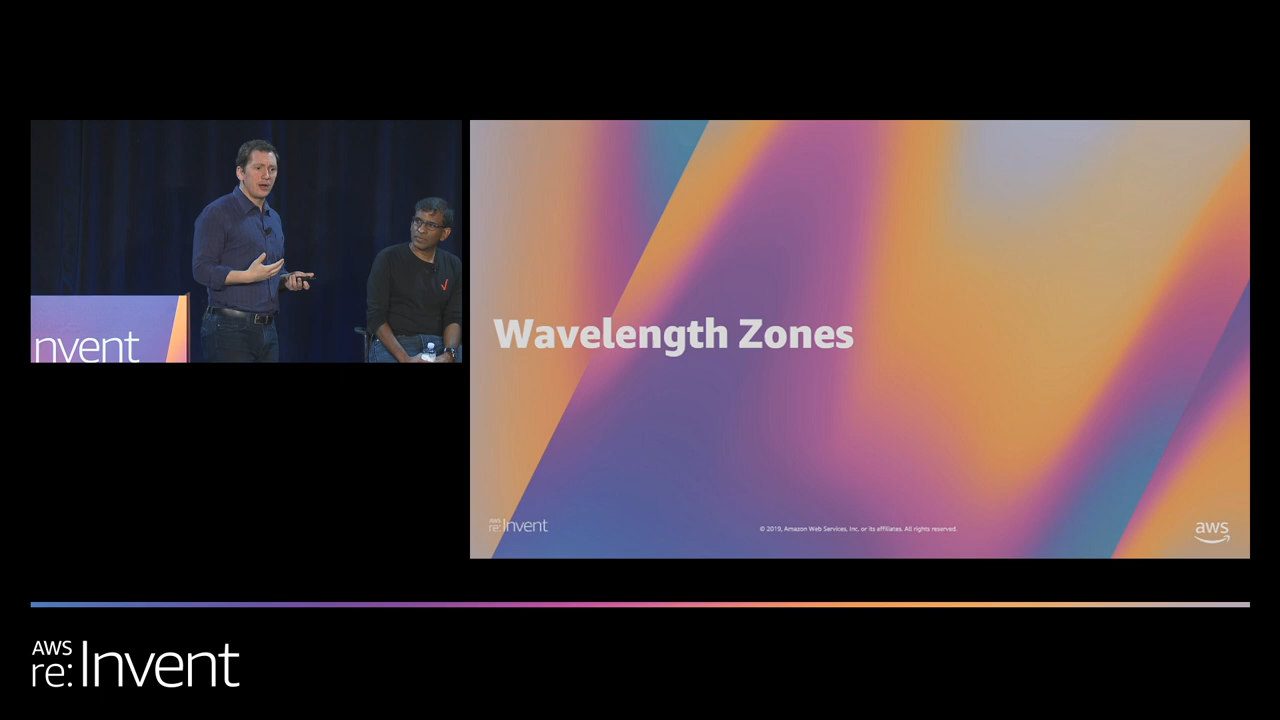 nvent
Wavelength Zones
AWS
re:Invent
© 2019, Amazon Web Services, Inc. or its affiliates. All rights reserved.
aws
AWS
re:Invent